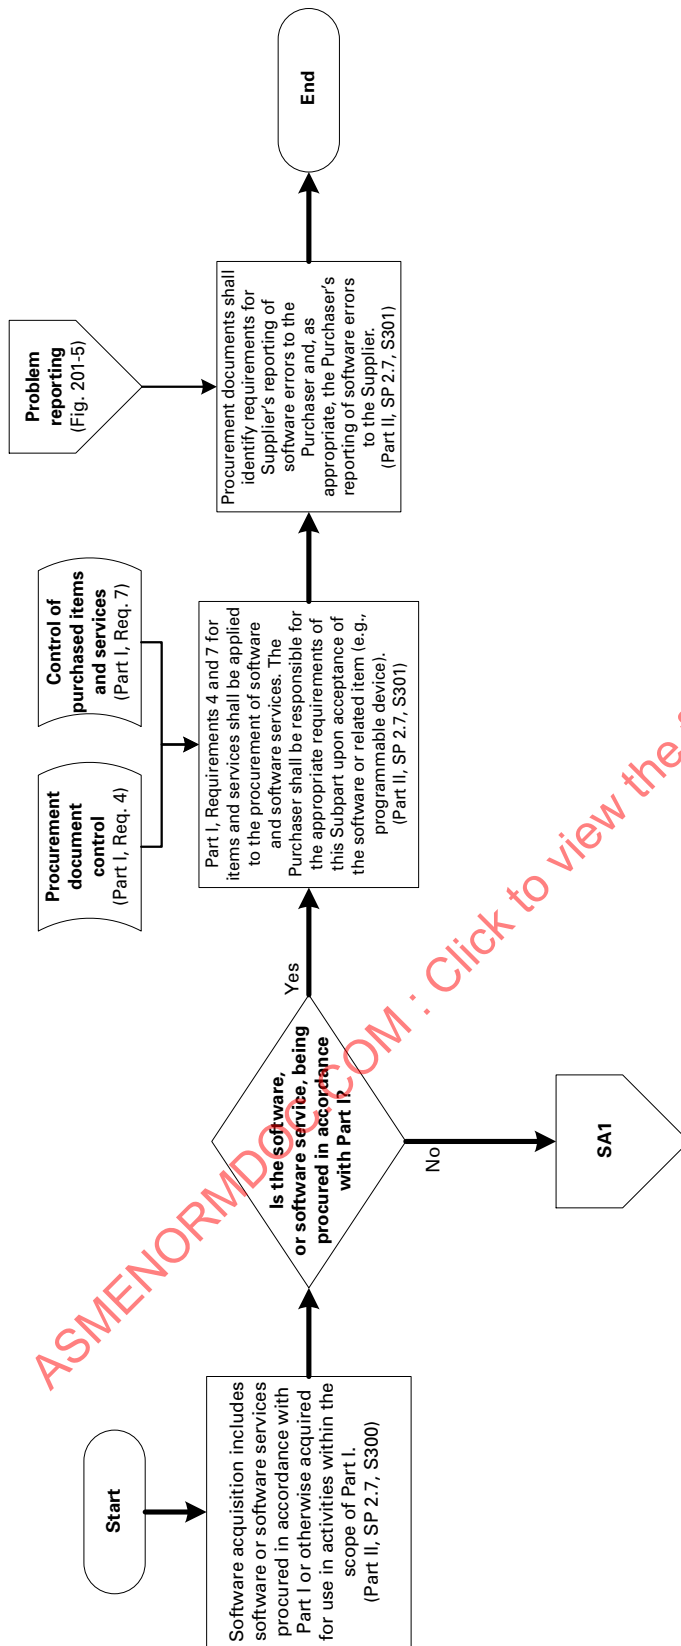 Start
Software acquisition includes
software or software services
procured in accordance with
Part I or otherwise acquired
for use in activities within the
scope of Part I.
(Part II, SP 2.7, S300)
Is the software,
or software service, being
procured in accordance
with Part I?
Yes
No
SA1
Procurement
document
control
(Part I, Req. 4)
Control of
purchased items
and services
(Part I, Req. 7)
Part I, Requirements 4 and 7 for
items and services shall be applied
to the procurement of software
and software services. The
Purchaser shall be responsible for
the appropriate requirements of
this Subpart upon acceptance of
the software or related item (e.g.,
programmable device).
(Part II, SP 2.7, S301)
Problem
reporting
(Fig. 201-5)
Procurement documents shall
identify requirements for
Supplier's reporting of
software errors to the
Purchaser and, as
appropriate, the Purchaser's
reporting of software errors
to the Supplier.
(Part II, SP 2.7, S301)
End
ASMENORMDOC.COM : Click to view the